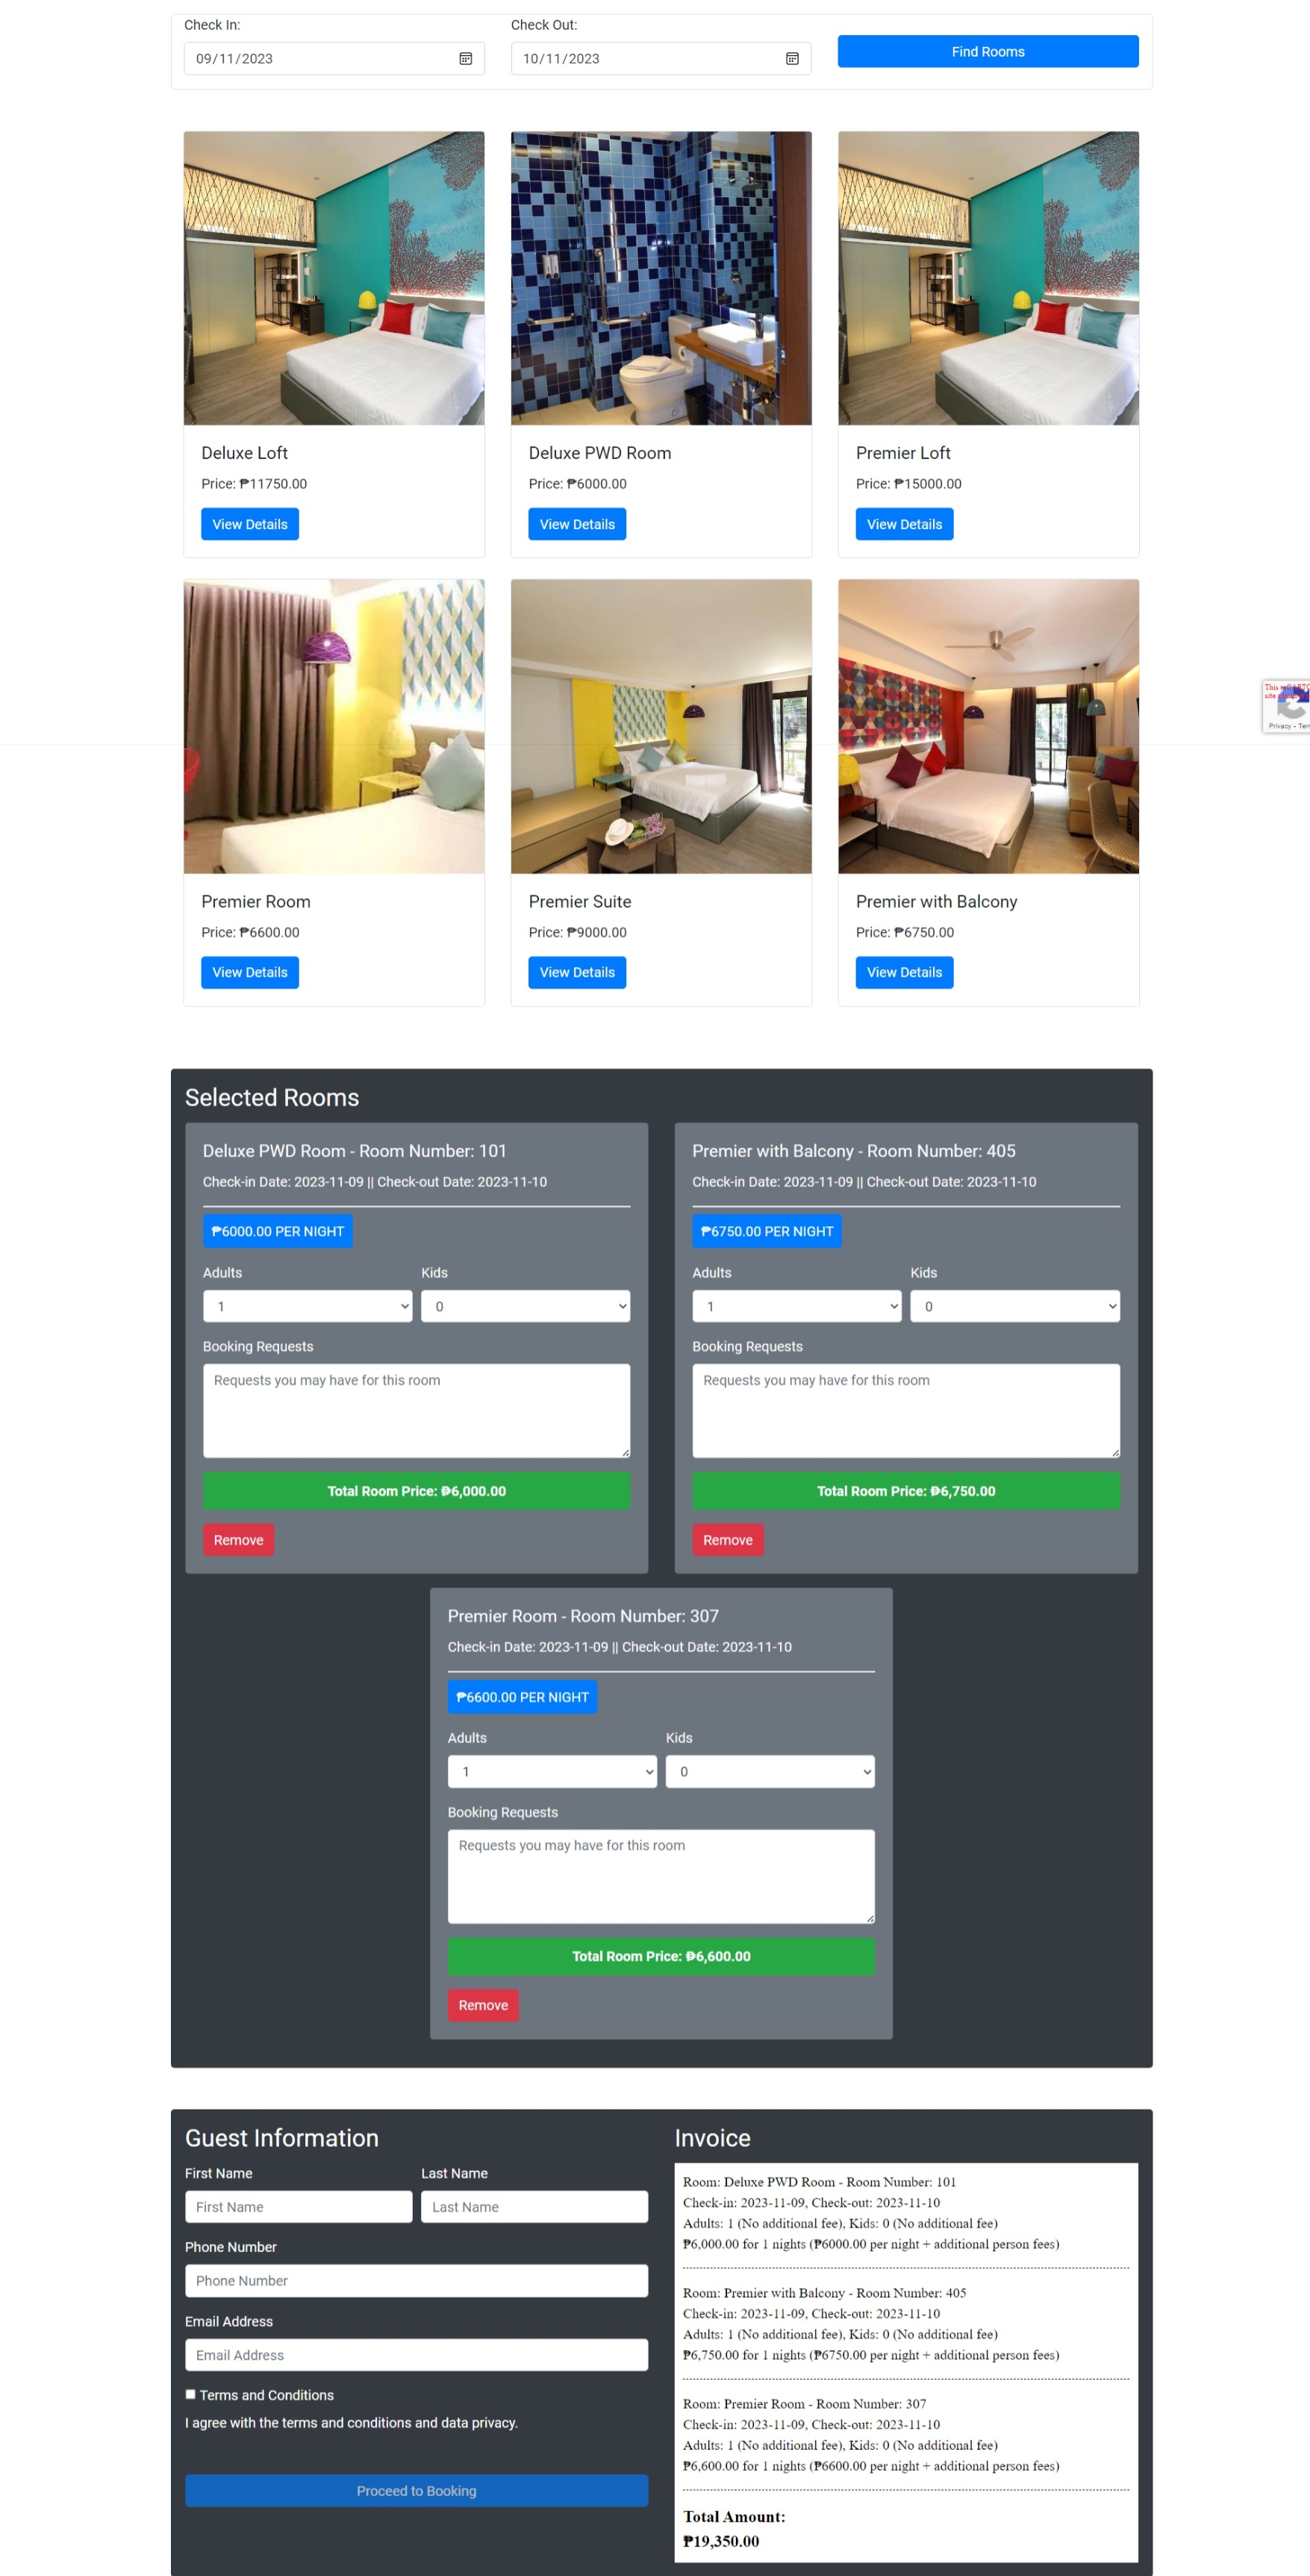 Check In:
Check Out:
09/11/2023
10/11/2023
Find Rooms
Deluxe Loft
Price: ₱11750.00
View Details
Deluxe PWD Room
Price: ₱6000.00
View Details
Premier Loft
Price: ₱15000.00
View Details
Privacy - Ter
Premier Room
Price: ₱6600.00
View Details
Premier Suite
Price: ₱9000.00
View Details
Premier with Balcony
Price: ₱6750.00
View Details
Selected Rooms
Deluxe PWD Room - Room Number: 101
Check-in Date: 2023-11-09 || Check-out Date: 2023-11-10
₱6000.00 PER NIGHT
Adults
Kids
1
0
Booking Requests
Requests you may have for this room
Total Room Price: ₱6,000.00
Remove
Premier with Balcony - Room Number: 405
Check-in Date: 2023-11-09 || Check-out Date: 2023-11-10
₱6750.00 PER NIGHT
Adults
Kids
1
0
Booking Requests
Requests you may have for this room
Total Room Price: ₱6,750.00
Remove
Premier Room - Room Number: 307
Check-in Date: 2023-11-09 || Check-out Date: 2023-11-10
₱6600.00 PER NIGHT
Adults
Kids
1
0
Booking Requests
Requests you may have for this room
Total Room Price: ₱6,600.00
Remove
Guest Information
First Name
Last Name
First Name
Last Name
Phone Number
Phone Number
Email Address
Email Address
Terms and Conditions
I agree with the terms and conditions and data privacy.
Proceed to Booking
Invoice
Room: Deluxe PWD Room - Room Number: 101
Check-in: 2023-11-09, Check-out: 2023-11-10
Adults: 1 (No additional fee), Kids: 0 (No additional fee)
₱6,000.00 for 1 nights (₱6000.00 per night + additional person fees)
Room: Premier with Balcony - Room Number: 405
Check-in: 2023-11-09, Check-out: 2023-11-10
Adults: 1 (No additional fee), Kids: 0 (No additional fee)
₱6,750.00 for 1 nights (₱6750.00 per night + additional person fees)
Room: Premier Room - Room Number: 307
Check-in: 2023-11-09, Check-out: 2023-11-10
Adults: 1 (No additional fee), Kids: 0 (No additional fee)
₱6,600.00 for 1 nights (₱6600.00 per night + additional person fees)
Total Amount:
₱19,350.00